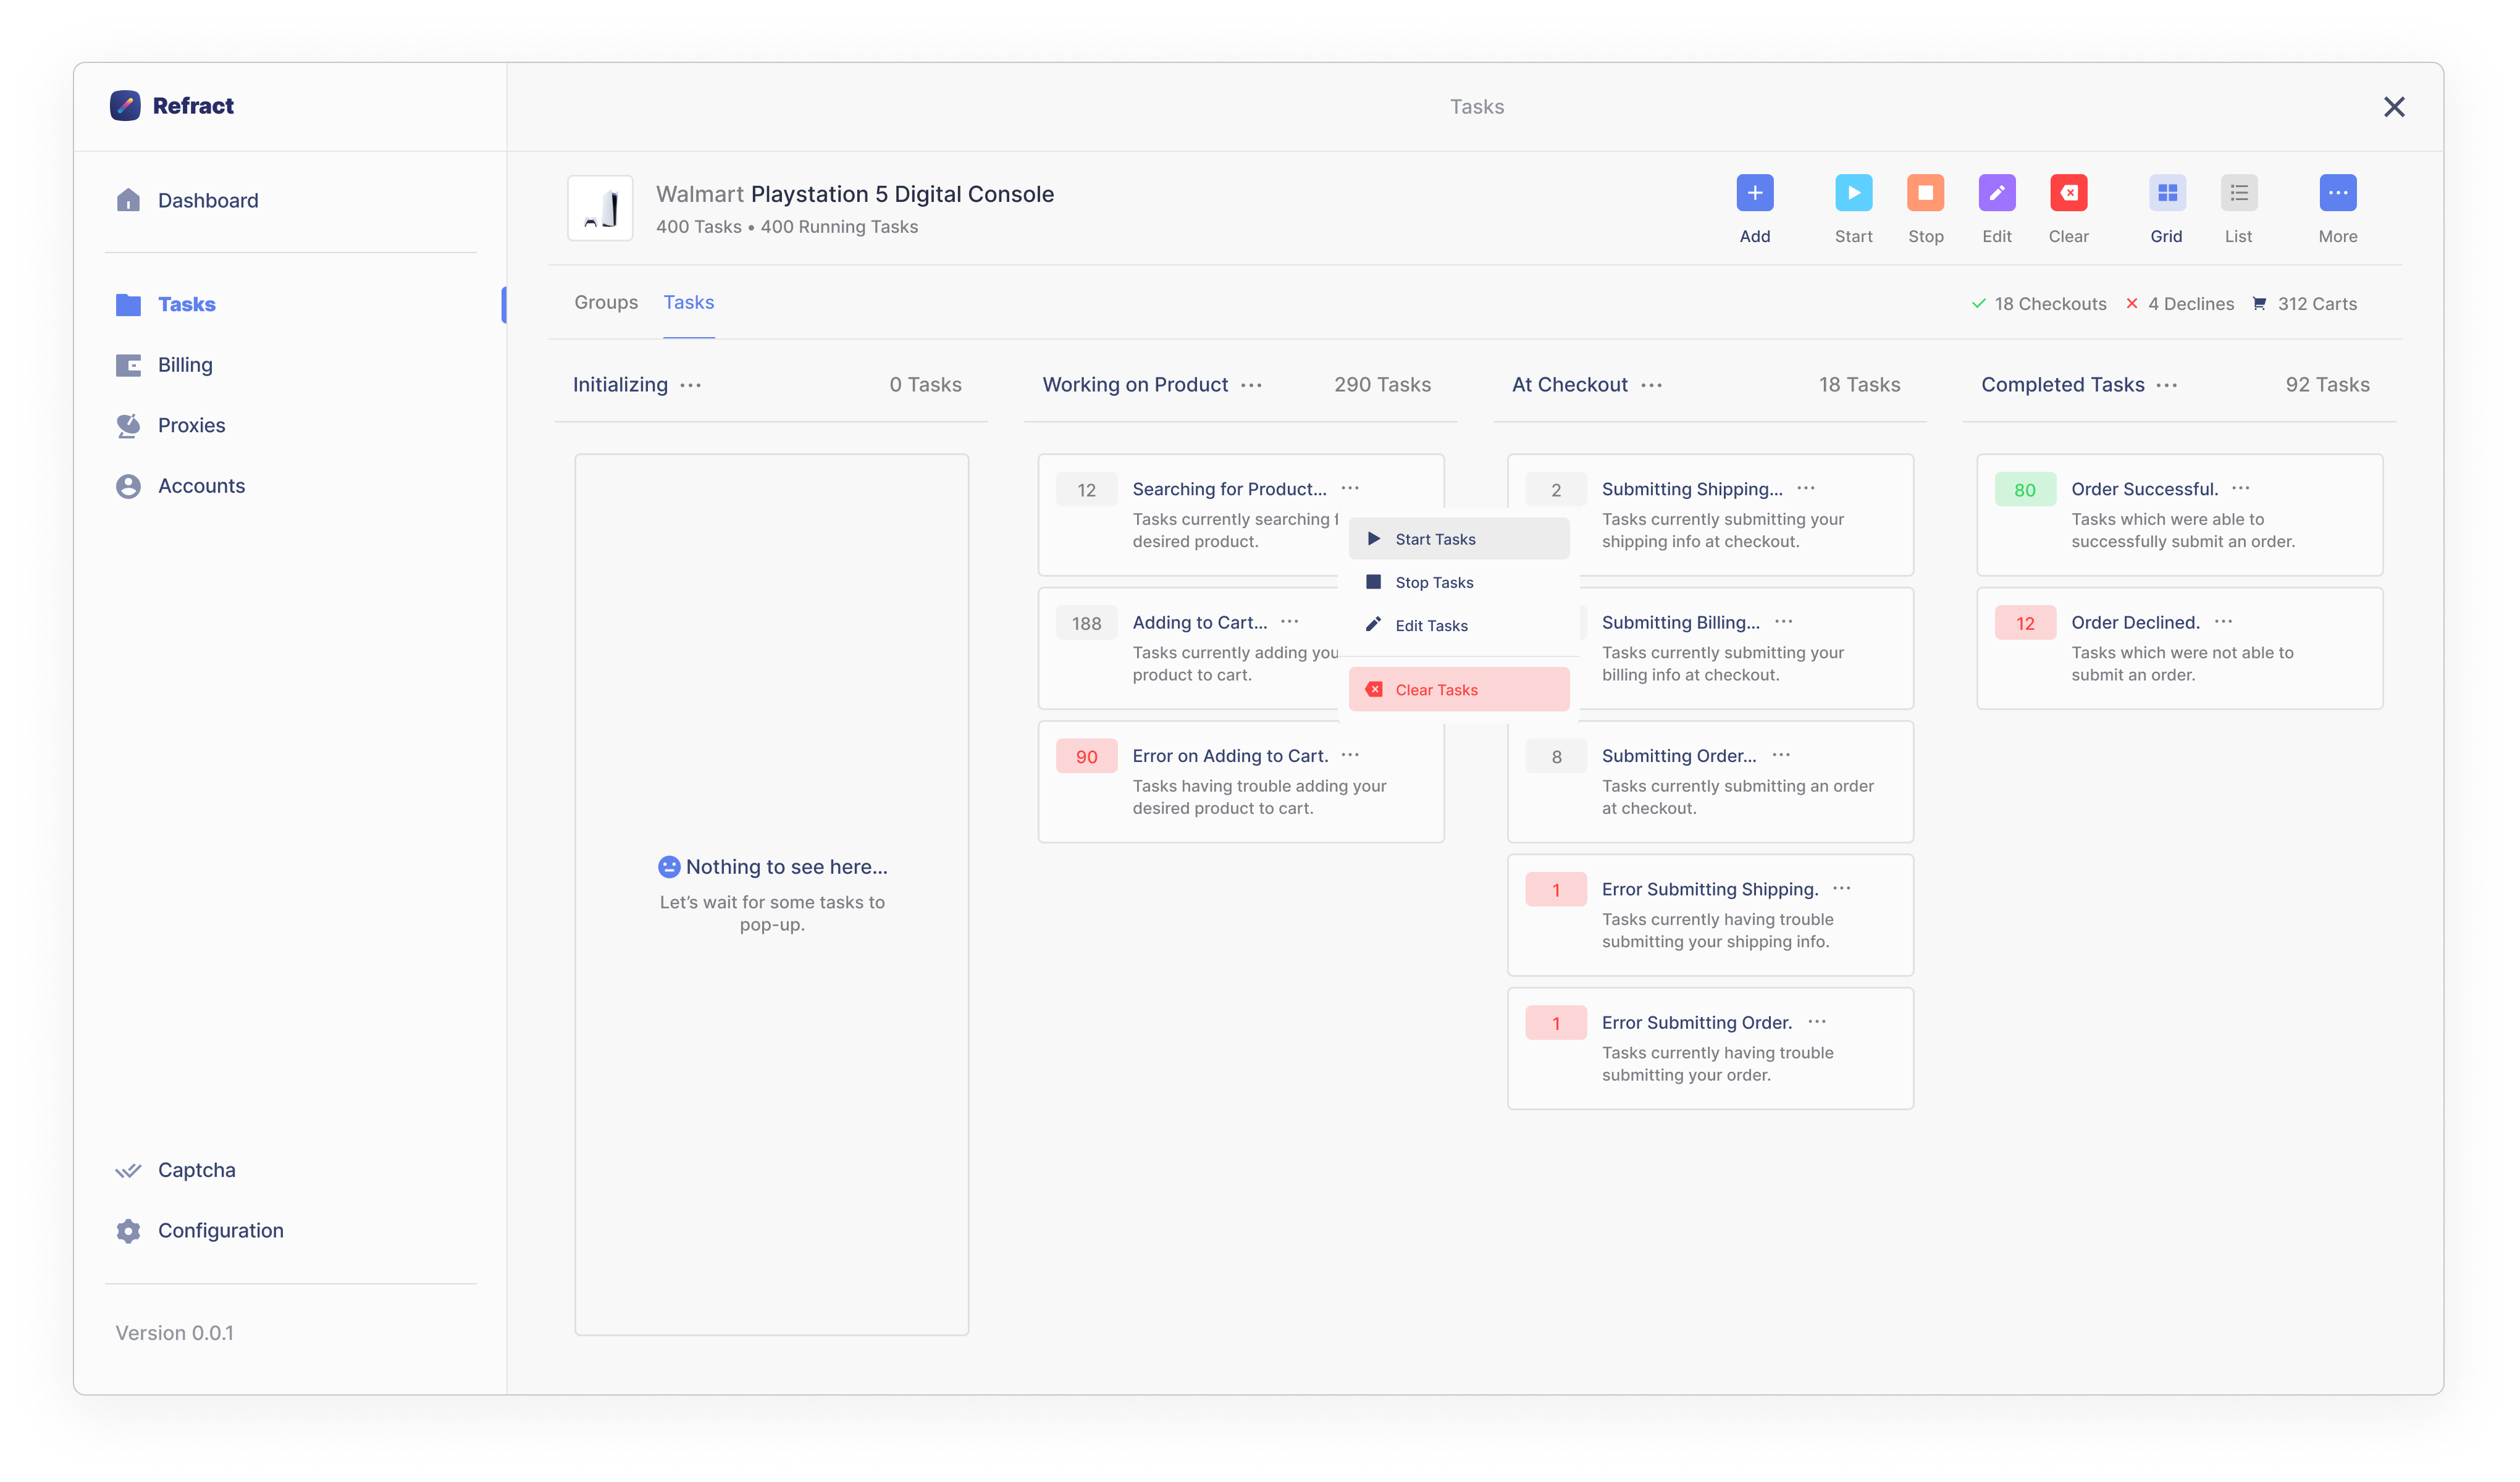 Refract
Tasks
Dashboard
Tasks
Billing
Proxies
Accounts
Captcha
Configuration
Version 0.0.1
Walmart Playstation 5 Digital Console
400 Tasks • 400 Running Tasks
Add
Start
Stop
Edit
Clear
Grid
List
More
Groups
Tasks
18 Checkouts
4 Declines
312 Carts
Initializing ···
0 Tasks
Nothing to see here...
Let's wait for some tasks to
pop-up.
Working on Product ···
290 Tasks
12
Searching for Product... ···
Tasks currently searching
desired product.
188
Adding to Cart... ···
Tasks currently adding you
product to cart.
90
Error on Adding to Cart. ···
Tasks having trouble adding your
desired product to cart.
Start Tasks
Stop Tasks
Edit Tasks
Clear Tasks
At Checkout ···
18 Tasks
2
Submitting Shipping... ···
Tasks currently submitting your
shipping info at checkout.
Submitting Billing... ···
Tasks currently submitting your
billing info at checkout.
8
Submitting Order... ···
Tasks currently submitting an order
at checkout.
1
Error Submitting Shipping. ···
Tasks currently having trouble
submitting your shipping info.
1
Error Submitting Order. ···
Tasks currently having trouble
submitting your order.
Completed Tasks ···
92 Tasks
80
Order Successful. ···
Tasks which were able to
successfully submit an order.
12
Order Declined. ···
Tasks which were not able to
submit an order.